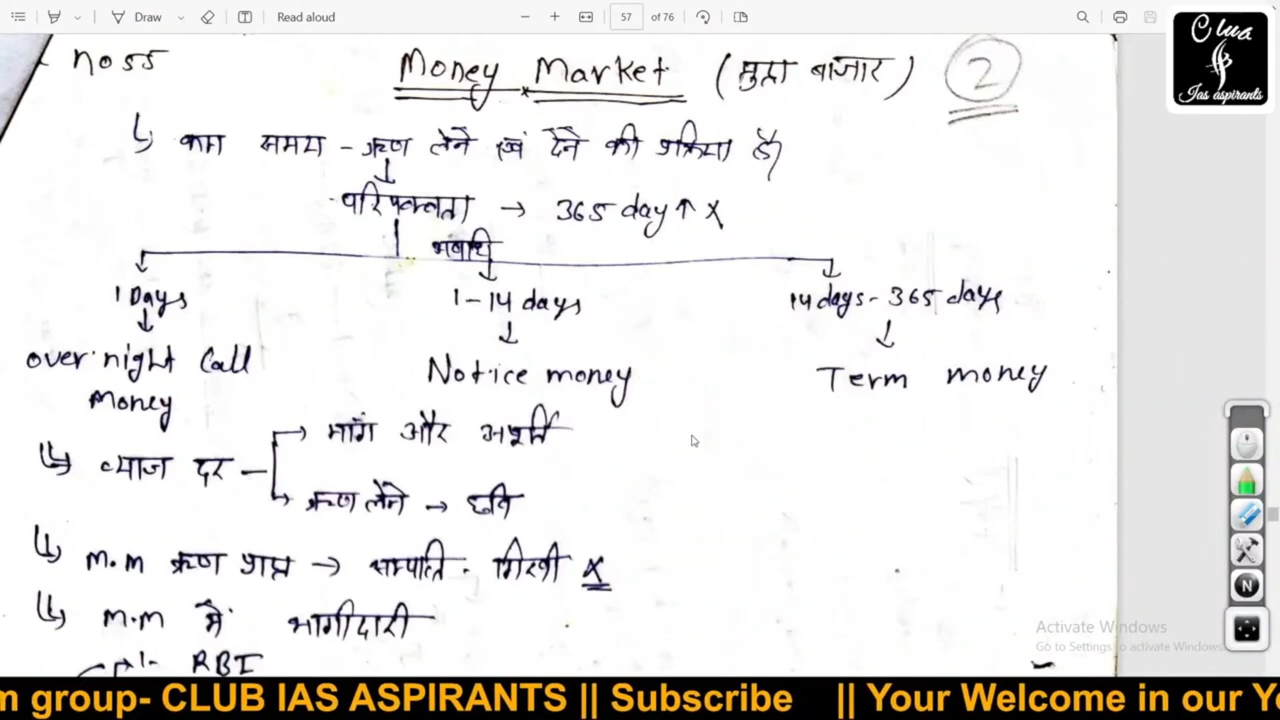 Draw
Read aloud
57 of 76
Clua
Ias aspirants
no 55
Money Market (मुद्रा बाजार) 2
↳ कम समय - ऋण लेने एवं देने की प्रक्रिया है।
↓
परिपक्वता → 365 day ↑ x
अवधि
1 Days
1-14 days
14 days - 365 days
↓
↓
↓
over night Call
Money
Notice money
Term money
↳ ब्याज दर
→ मांग और आपूर्ति
→ ऋण लेने → छवि
↳ M.M ऋण प्राप्त → सम्पत्ति गिरवी x
↳ M.M में भागीदारी
1- RBI
Activate Windows
Go to Settings to activate Windows
N
m group- CLUB IAS ASPIRANTS || Subscribe || Your Welcome in our Yo